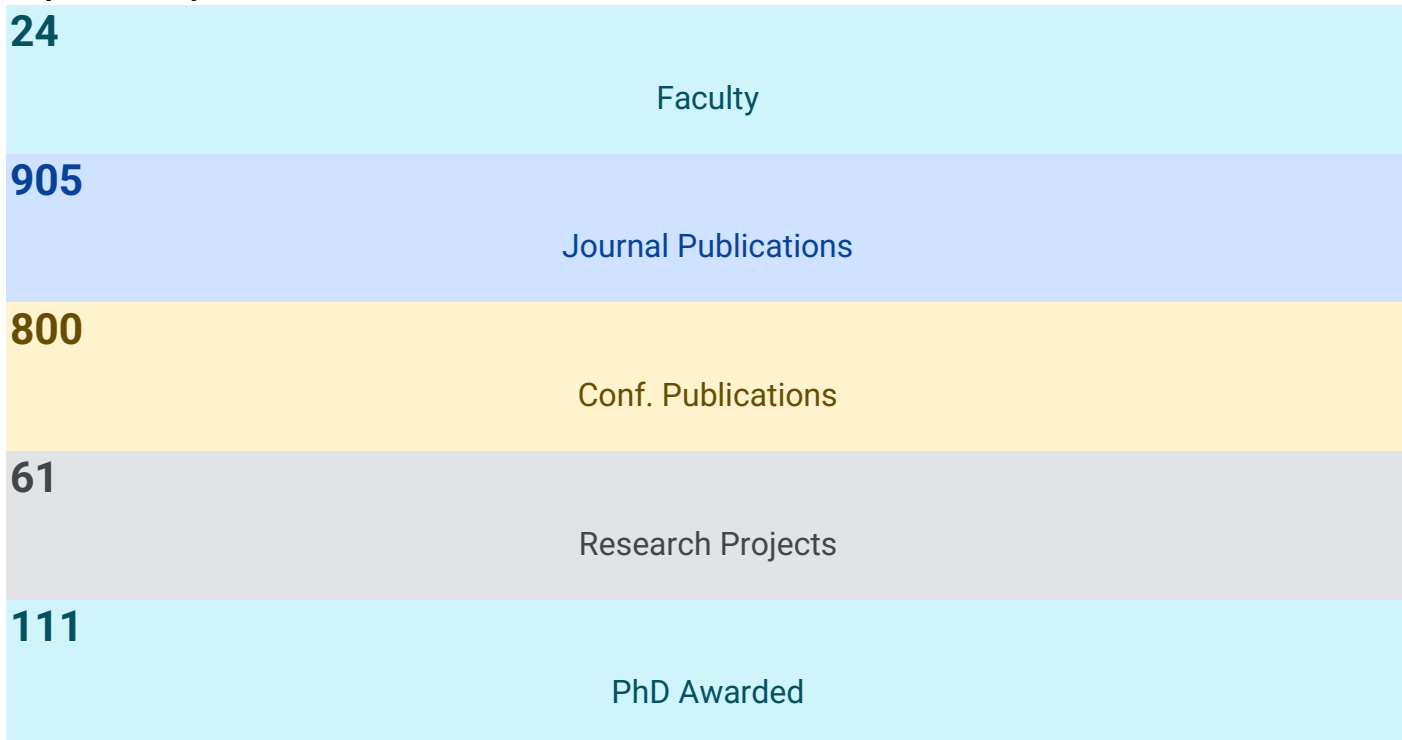 24
Faculty
905
Journal Publications
800
Conf. Publications
61
Research Projects
111
PhD Awarded